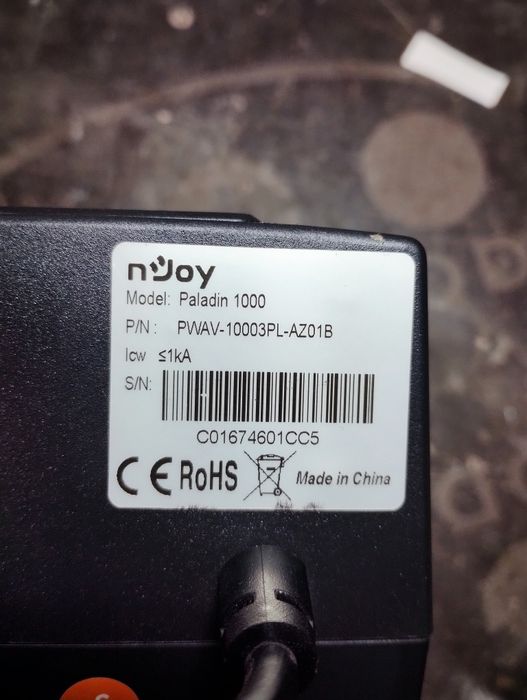 nJoy
Model: Paladin 1000
P/N : PWAV-10003PL-AZ01B
Icw ≤1kA
S/N:
C01674601CC5
CE RoHS Made in China